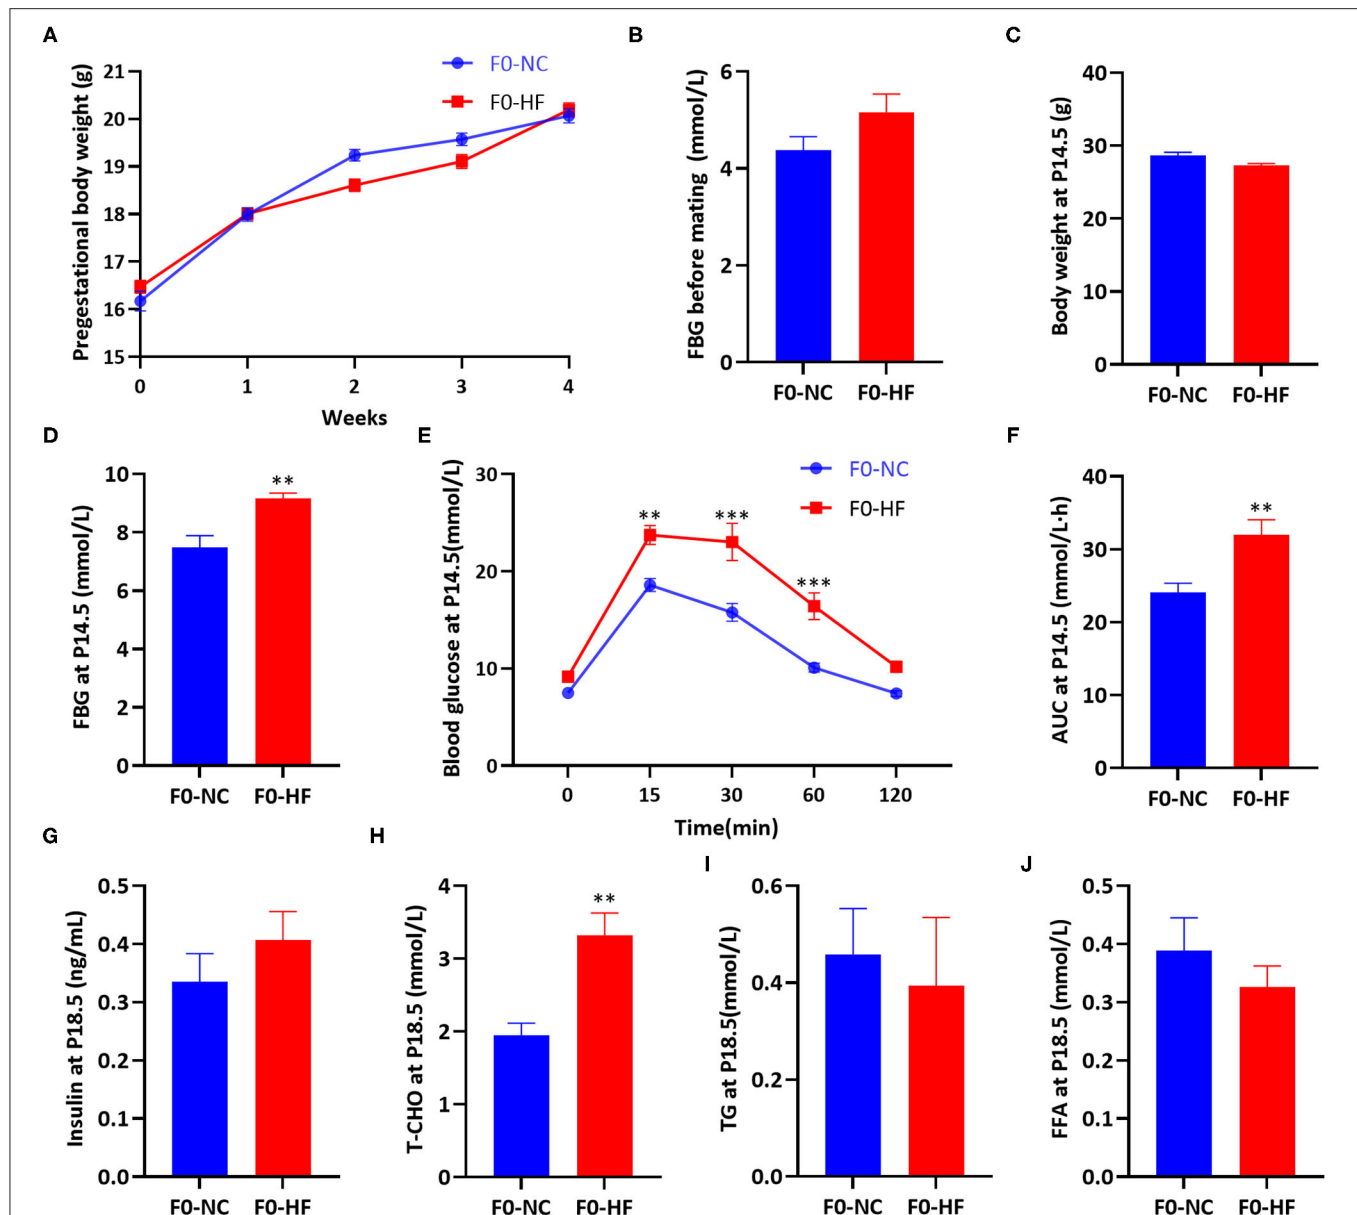 A
Pregestational body weight (g)
21
20
19
18
17
16
15
0
1
2
3
4
Weeks
F0-NC
F0-HF
B
FBG before mating (mmol/L)
6
4
2
0
F0-NC
F0-HF
C
Body weight at P14.5 (g)
40
30
20
10
0
F0-NC
F0-HF
D
FBG at P14.5 (mmol/L)
10
8
6
4
2
0
**
F0-NC
F0-HF
E
Blood glucose at P14.5(mmol/L)
30
20
10
0
**
***
***
0
15
30
60
120
Time(min)
F0-NC
F0-HF
F
AUC at P14.5 (mmol/L·h)
40
30
20
10
0
**
F0-NC
F0-HF
G
Insulin at P18.5 (ng/mL)
0.5
0.4
0.3
0.2
0.1
0.0
F0-NC
F0-HF
H
T-CHO at P18.5 (mmol/L)
4
3
2
1
0
**
F0-NC
F0-HF
I
TG at P18.5(mmol/L)
0.6
0.4
0.2
0.0
F0-NC
F0-HF
J
FFA at P18.5 (mmol/L)
0.5
0.4
0.3
0.2
0.1
0.0
F0-NC
F0-HF